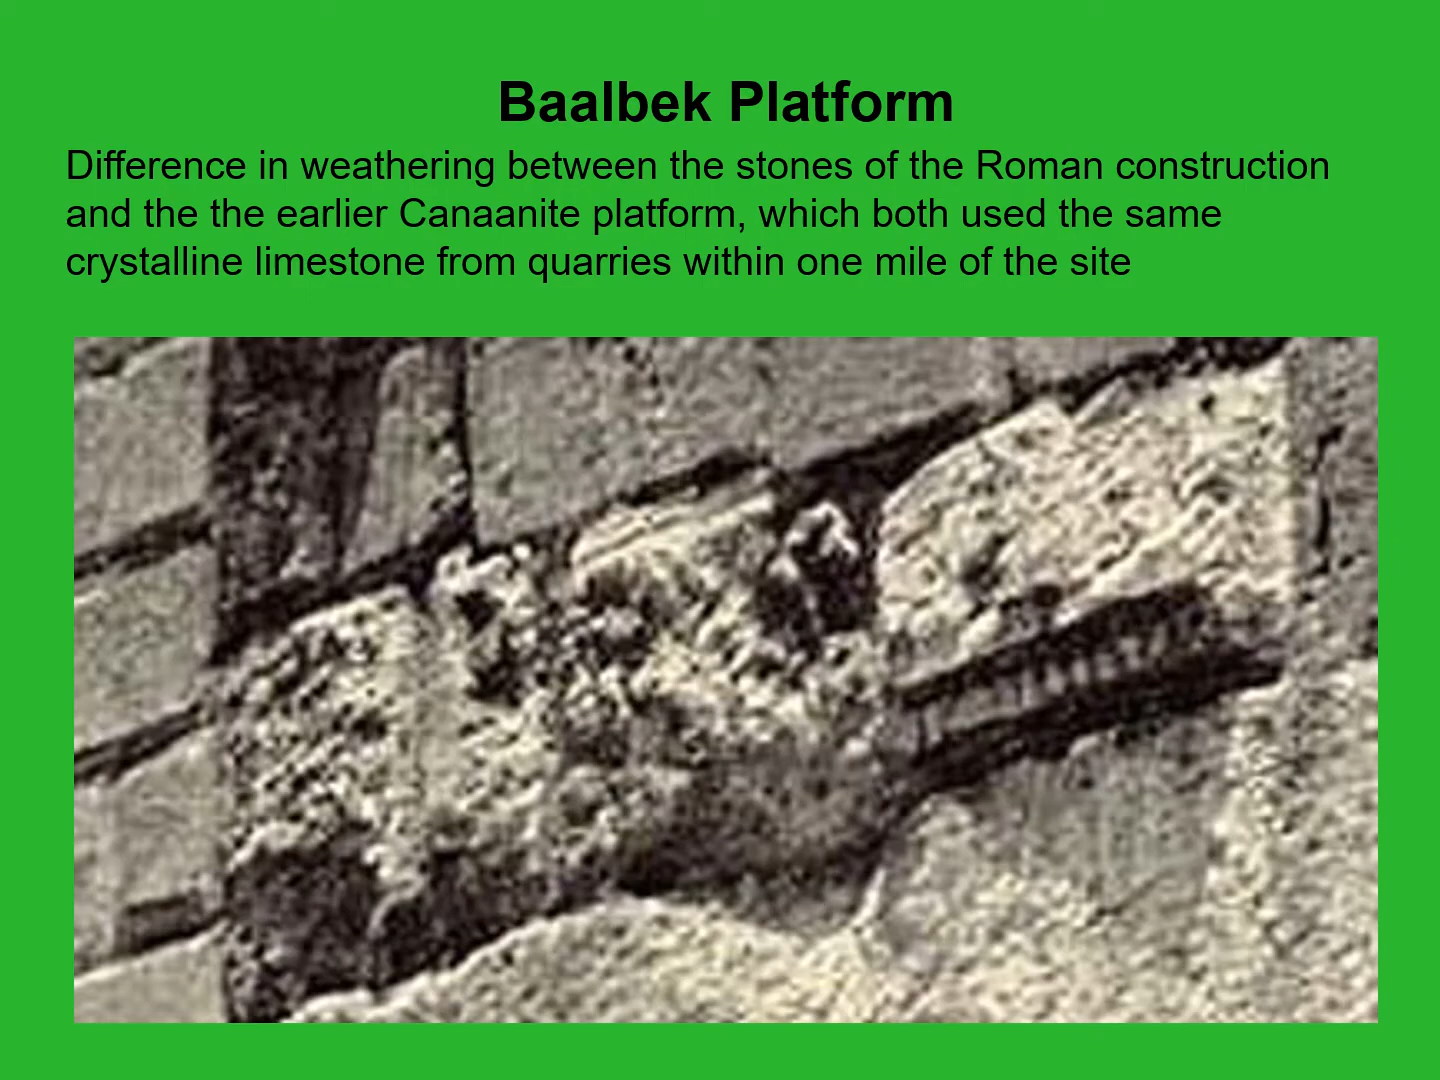 Baalbek Platform
Difference in weathering between the stones of the Roman construction
and the the earlier Canaanite platform, which both used the same
crystalline limestone from quarries within one mile of the site